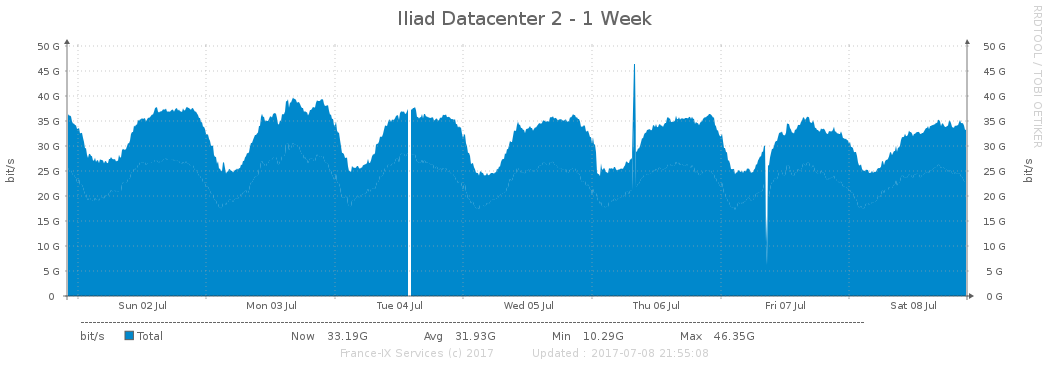 Iliad Datacenter 2 - 1 Week
RRDTOOL / TOBI OETIKER
50 G 50 G
45 G 45 G
40 G 40 G
35 G 35 G
30 G 30 G
25 G 25 G
20 G 20 G
15 G 15 G
10 G 10 G
5 G 5 G
0 0 G
bit/s bit/s
Sun 02 Jul Mon 03 Jul Tue 04 Jul Wed 05 Jul Thu 06 Jul Fri 07 Jul Sat 08 Jul
bit/s Total Now 33.19G Avg 31.93G Min 10.29G Max 46.35G
France-IX Services (c) 2017 Updated : 2017-07-08 21:55:08